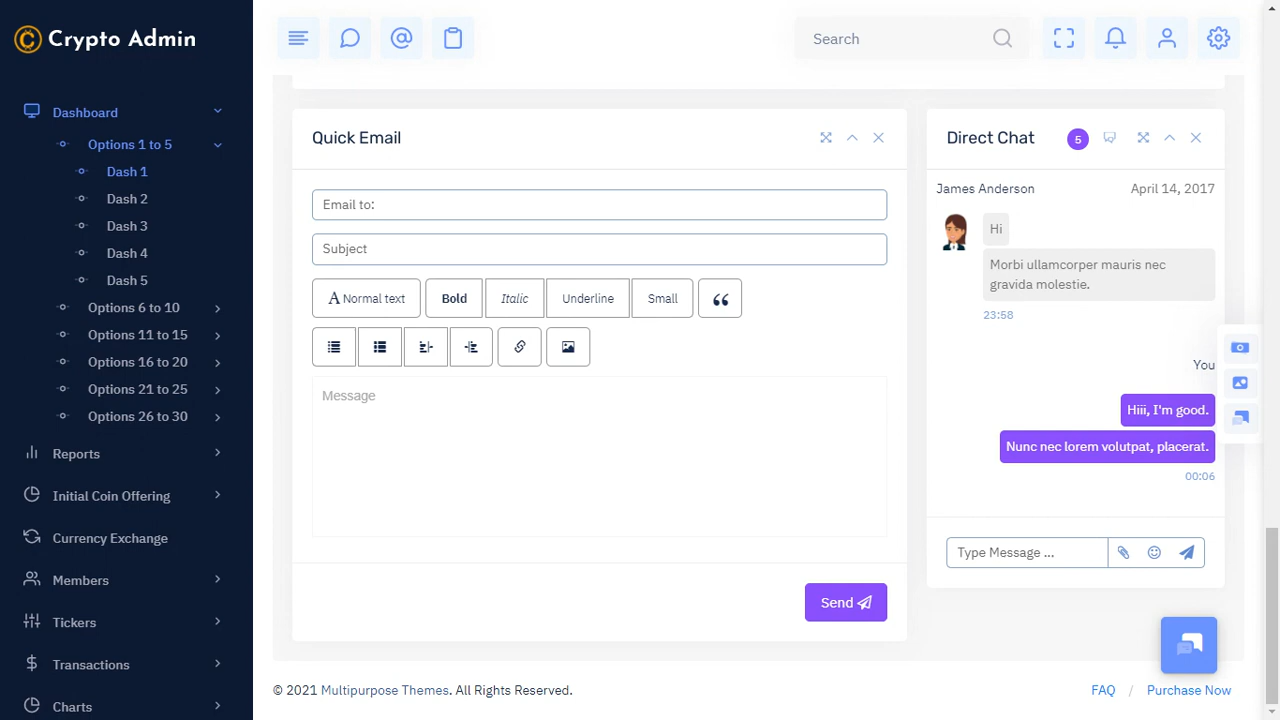 Crypto Admin
Search
Dashboard
Options 1 to 5
Dash 1
Dash 2
Dash 3
Dash 4
Dash 5
Options 6 to 10
Options 11 to 15
Options 16 to 20
Options 21 to 25
Options 26 to 30
Reports
Initial Coin Offering
Currency Exchange
Members
Tickers
Transactions
Charts
Quick Email
Email to:
Subject
A Normal text Bold Italic Underline Small “
Message
Send
Direct Chat 5
James Anderson April 14, 2017
Hi
Morbi ullamcorper mauris nec
gravida molestie.
23:58
You
Hiii, I'm good.
Nunc nec lorem volutpat, placerat.
00:06
Type Message ...
© 2021 Multipurpose Themes. All Rights Reserved.
FAQ / Purchase Now